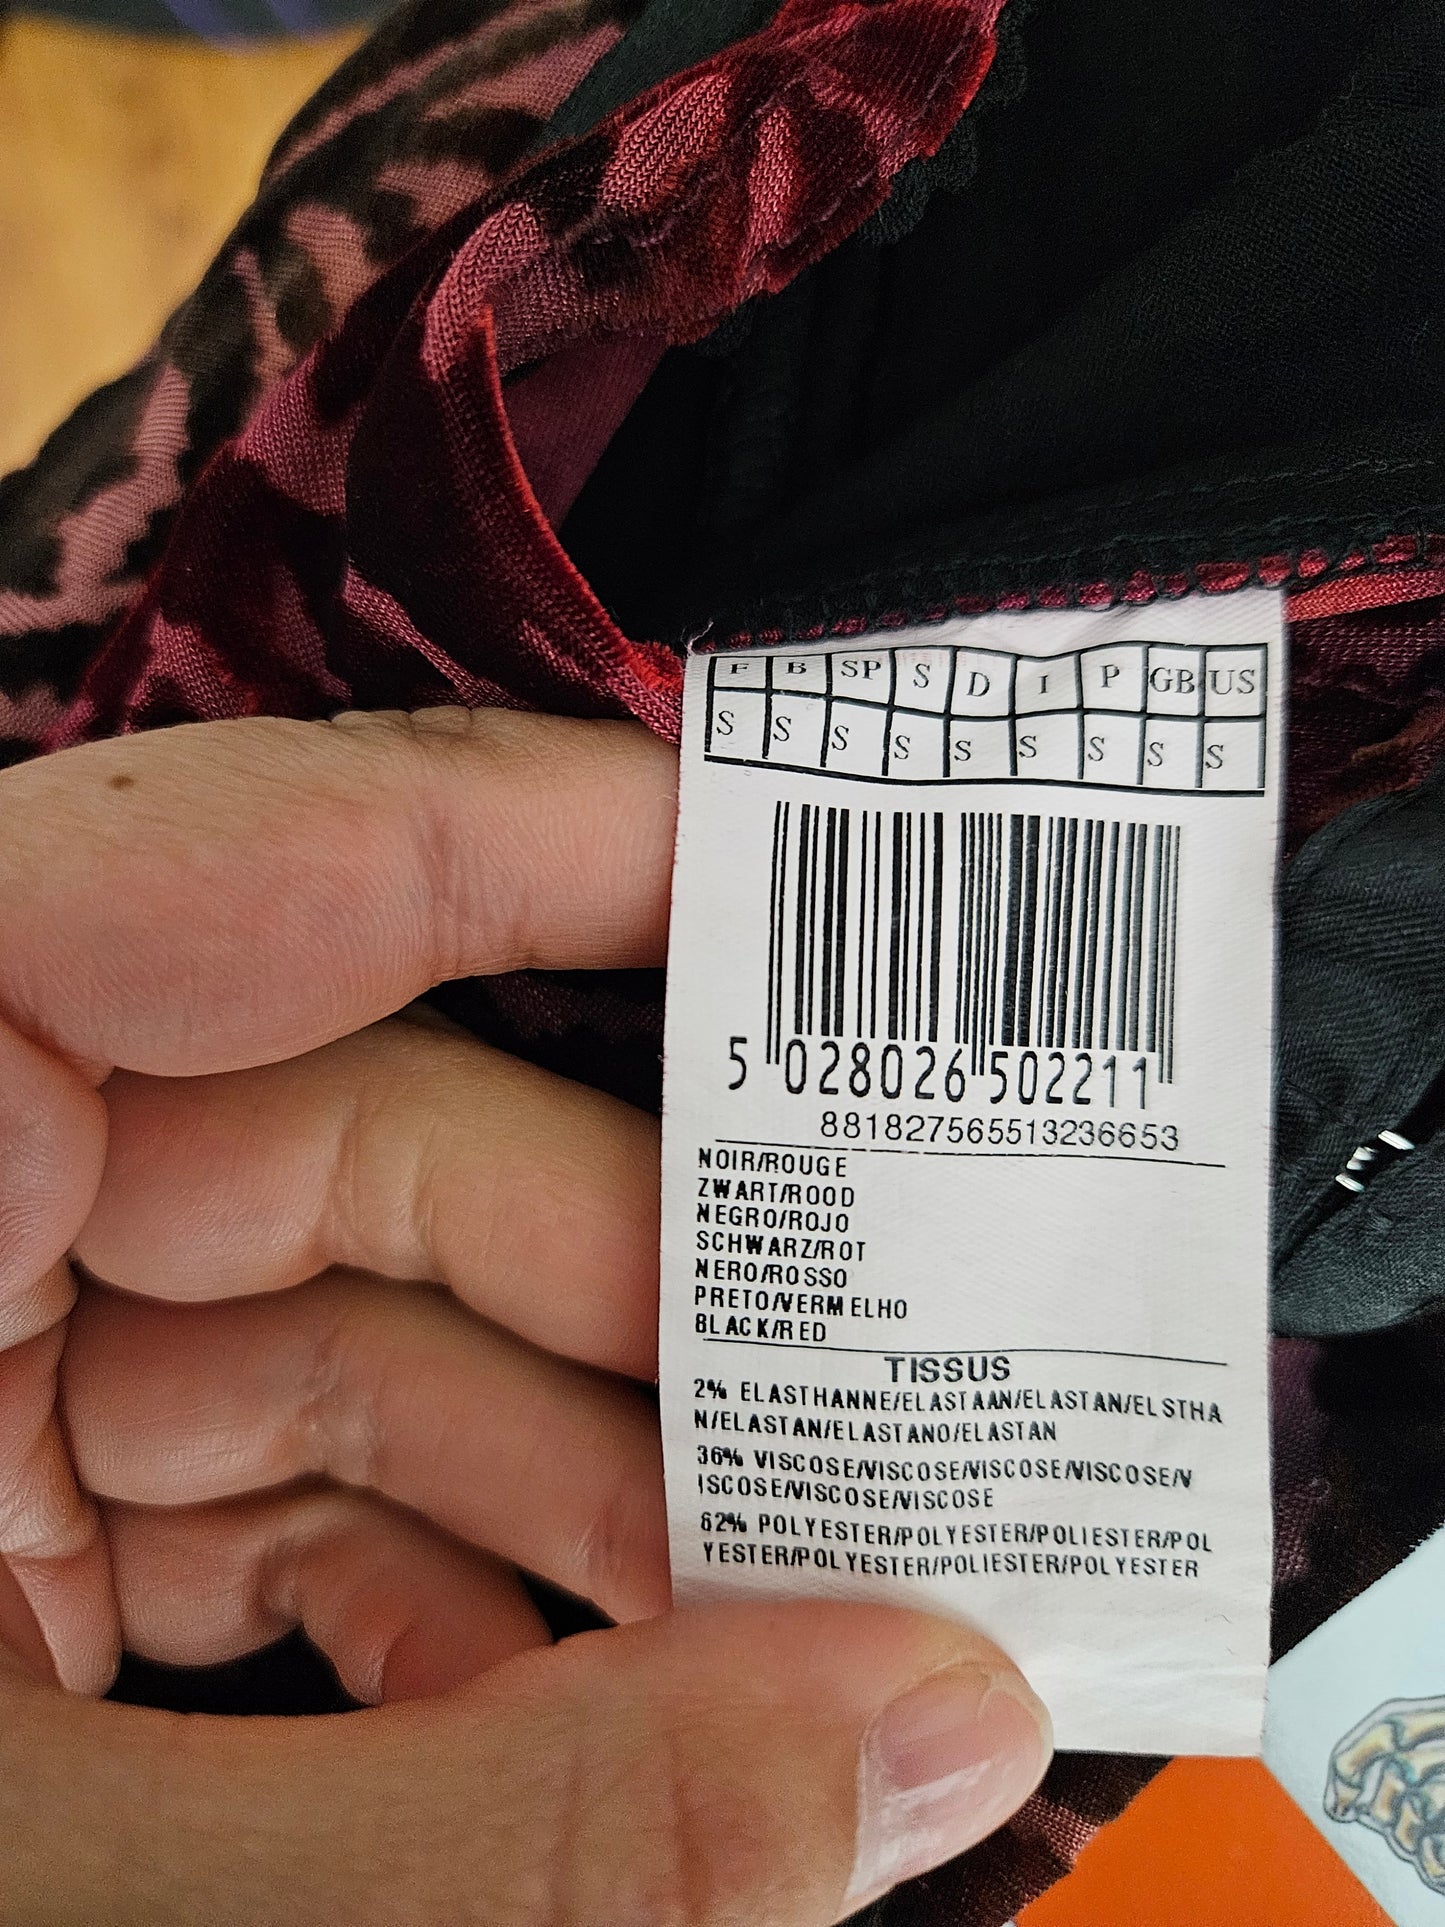 F B SP S D I P GB US
S S S S S S S S S
5 028026 502211
881827565513236653
NOIR/ROUGE
ZWART/ROOD
NEGRO/ROJO
SCHWARZ/ROT
NERO/ROSSO
PRETO/VERMELHO
BLACK/RED
TISSUS
2% ELASTHANNE/ELASTAAN/ELASTAN/ELSTHA
N/ELASTAN/ELASTANO/ELASTAN
36% VISCOSE/VISCOSE/VISCOSE/VISCOSE/V
ISCOSE/VISCOSE/VISCOSE
62% POLYESTER/POLYESTER/POLIESTER/POL
YESTER/POLYESTER/POLIESTER/POLYESTER